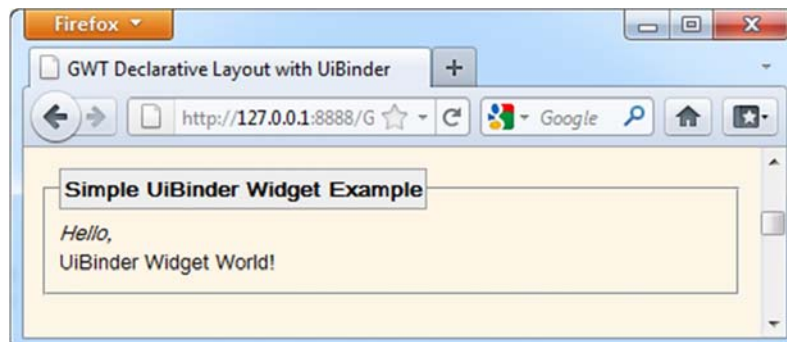 Firefox
GWT Declarative Layout with UiBinder
http://127.0.0.1:8888/G
Google
Simple UiBinder Widget Example
Hello,
UiBinder Widget World!